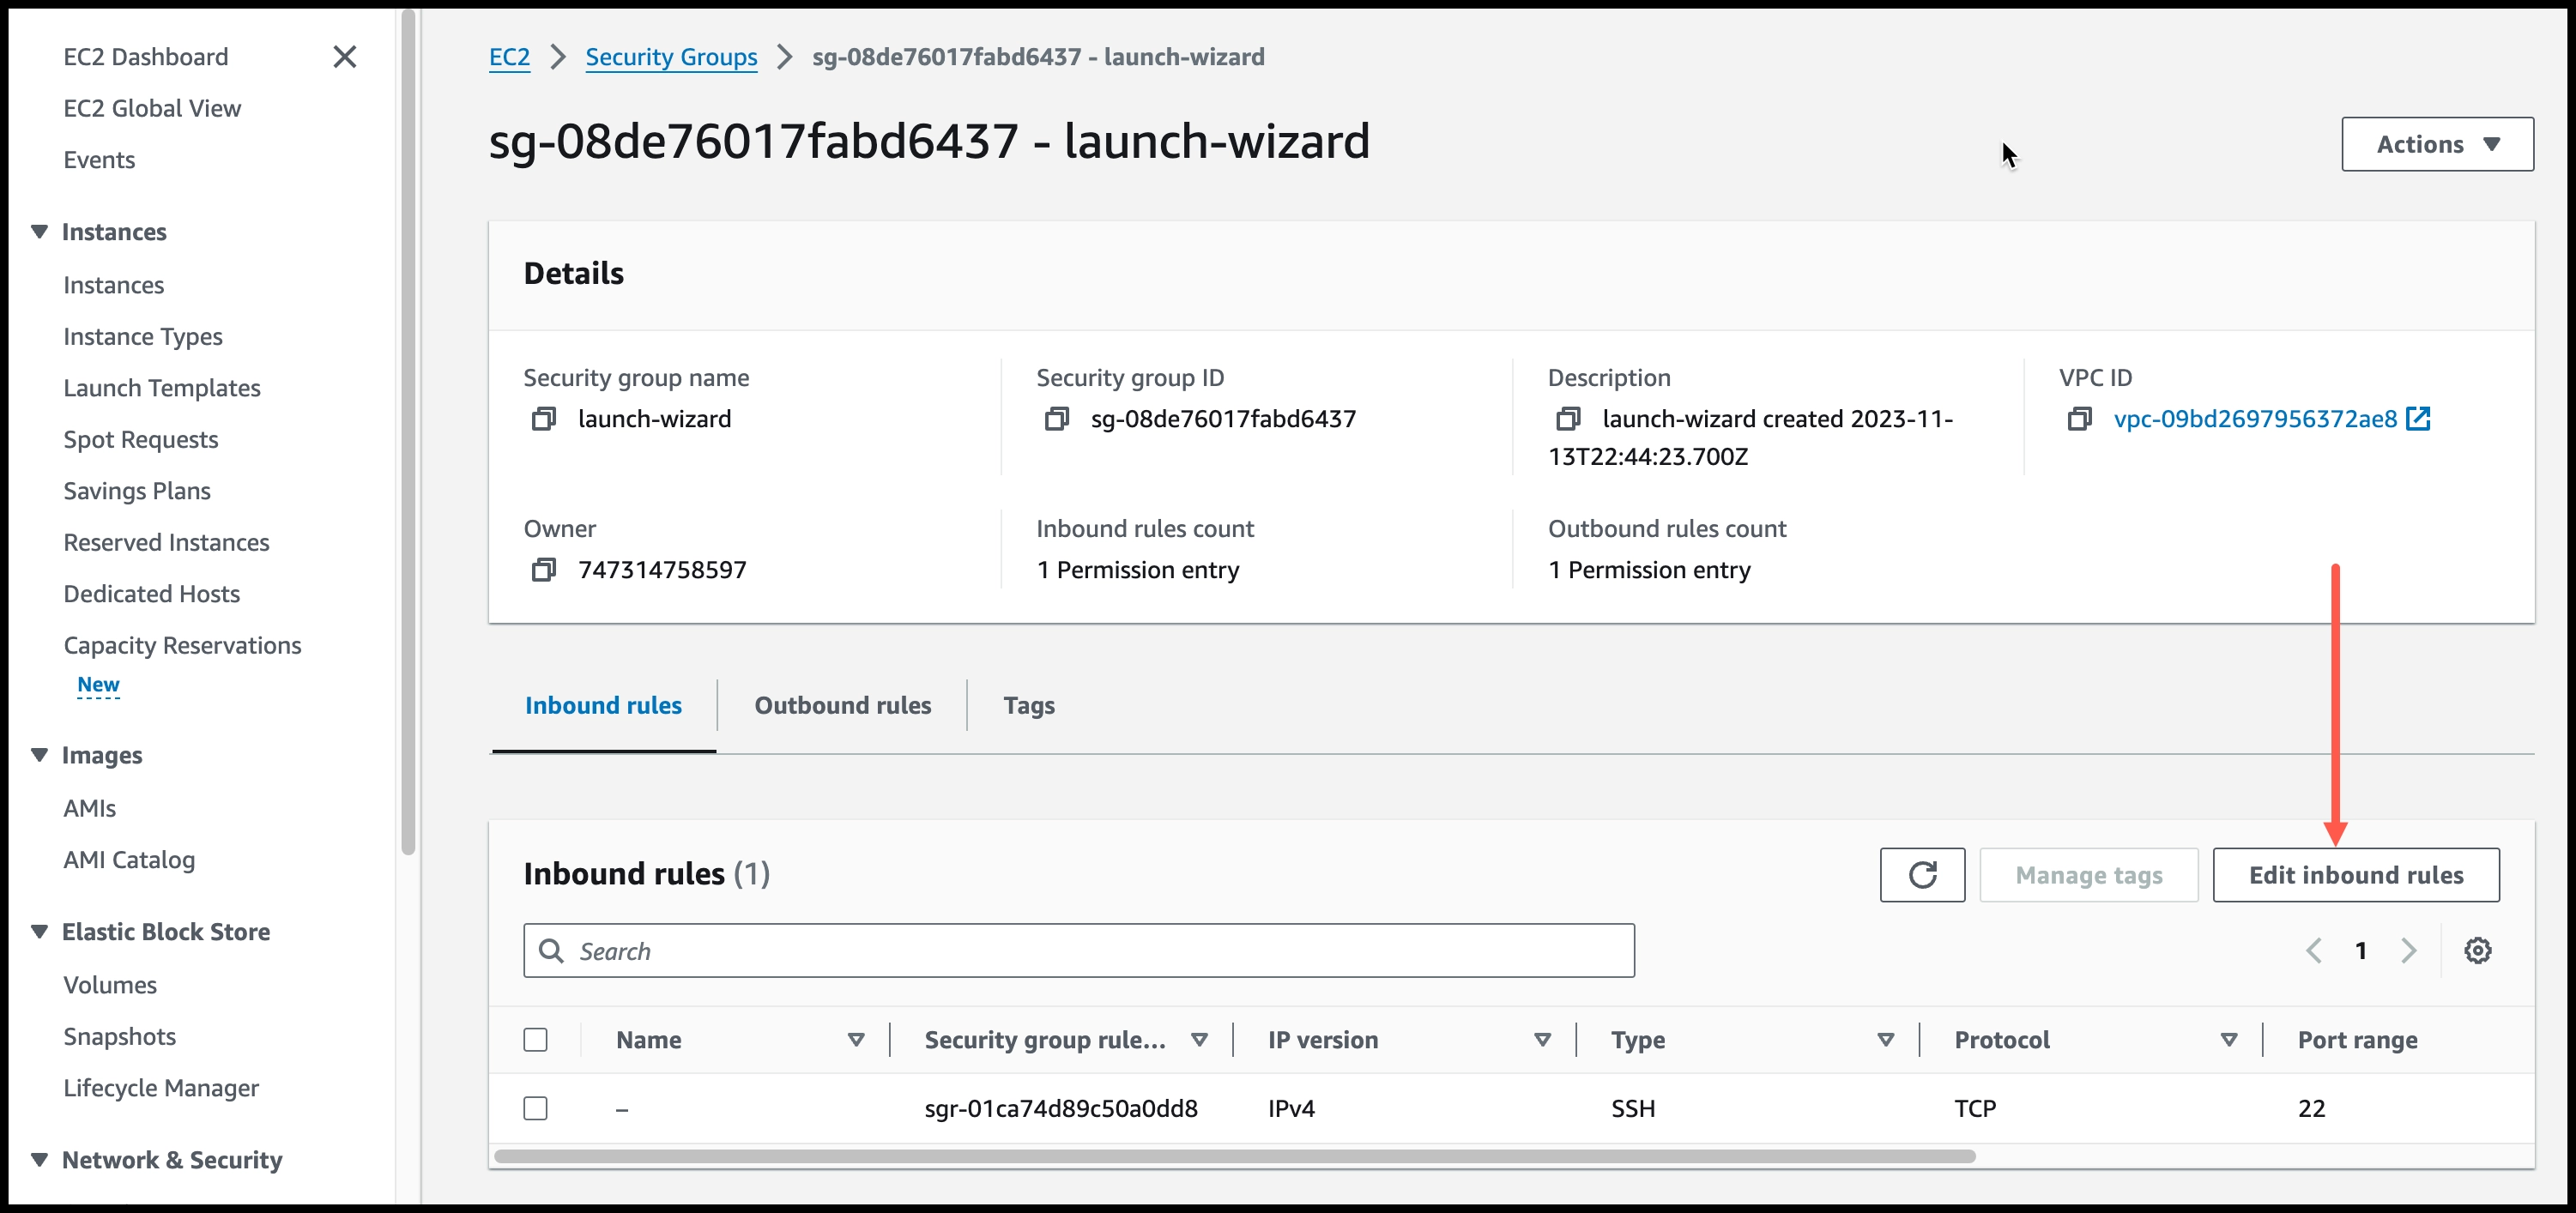 EC2 Dashboard
EC2 Global View
Events
Instances
Instances
Instance Types
Launch Templates
Spot Requests
Savings Plans
Reserved Instances
Dedicated Hosts
Capacity Reservations
New
Images
AMIs
AMI Catalog
Elastic Block Store
Volumes
Snapshots
Lifecycle Manager
Network & Security
EC2 > Security Groups > sg-08de76017fabd6437 - launch-wizard
sg-08de76017fabd6437 - launch-wizard
Actions
Details
Security group name
launch-wizard
Security group ID
sg-08de76017fabd6437
Description
launch-wizard created 2023-11-
13T22:44:23.700Z
VPC ID
vpc-09bd2697956372ae8
Owner
747314758597
Inbound rules count
1 Permission entry
Outbound rules count
1 Permission entry
Inbound rules Outbound rules Tags
Inbound rules (1)
Manage tags Edit inbound rules
Search
1
Name Security group rule... IP version Type Protocol Port range
– sgr-01ca74d89c50a0dd8 IPv4 SSH TCP 22